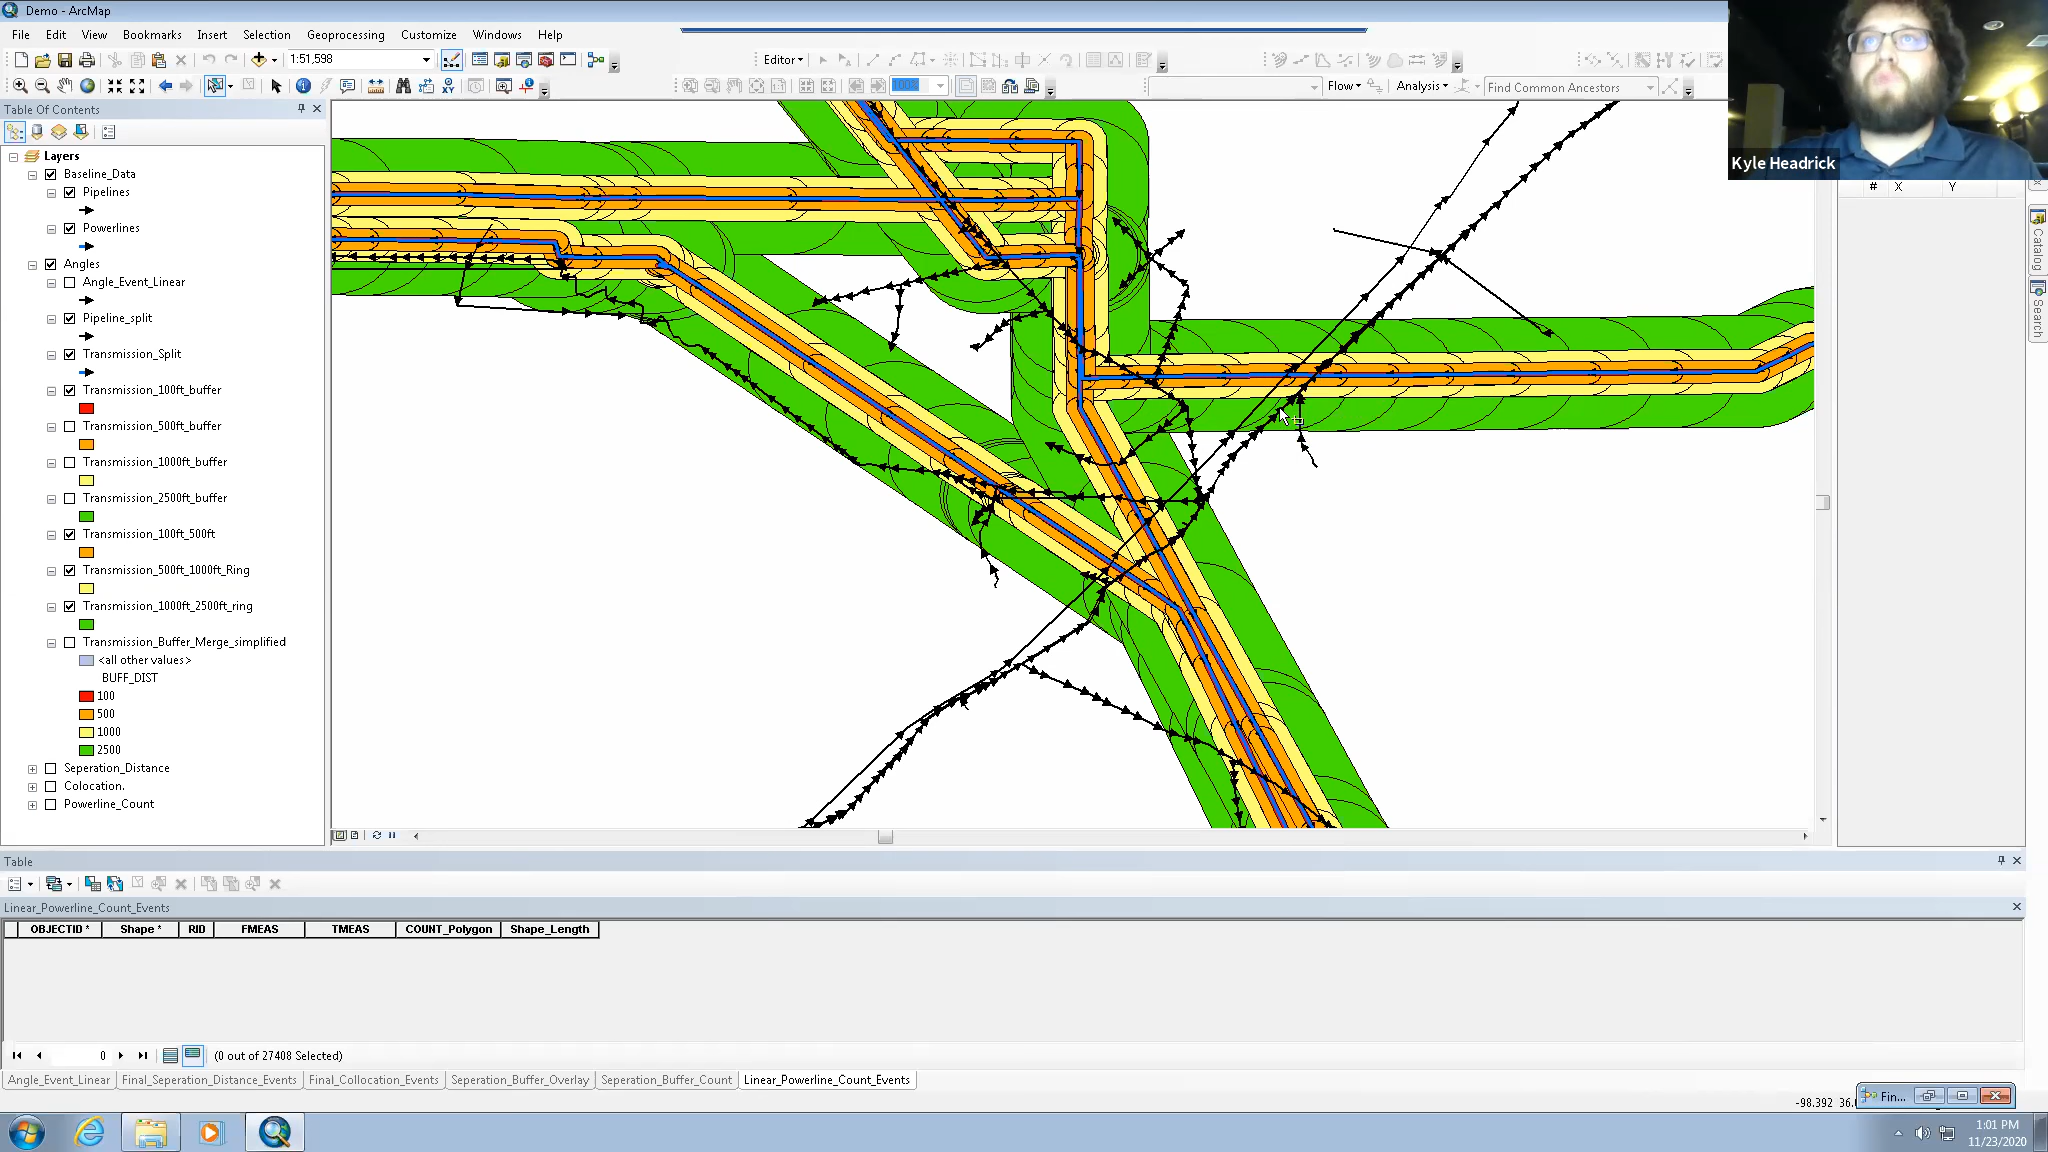 Demo - ArcMap
File Edit View Bookmarks Insert Selection Geoprocessing Customize Windows Help
1:51,598
Editor
100%
Flow
Analysis
Find Common Ancestors
Kyle Headrick
Table Of Contents
Layers
Baseline_Data
Pipelines
Powerlines
Angles
Angle_Event_Linear
Pipeline_split
Transmission_Split
Transmission_100ft_buffer
Transmission_500ft_buffer
Transmission_1000ft_buffer
Transmission_2500ft_buffer
Transmission_100ft_500ft
Transmission_500ft_1000ft_Ring
Transmission_1000ft_2500ft_ring
Transmission_Buffer_Merge_simplified
<all other values>
BUFF_DIST
100
500
1000
2500
Seperation_Distance
Colocation.
Powerline_Count
# X Y
Catalog
Search
Table
Linear_Powerline_Count_Events
OBJECTID * Shape * RID FMEAS TMEAS COUNT_Polygon Shape_Length
0 (0 out of 27408 Selected)
Angle_Event_Linear Final_Seperation_Distance_Events Final_Collocation_Events Seperation_Buffer_Overlay Seperation_Buffer_Count Linear_Powerline_Count_Events
-98.392 36.
Fin...
1:01 PM
11/23/2020